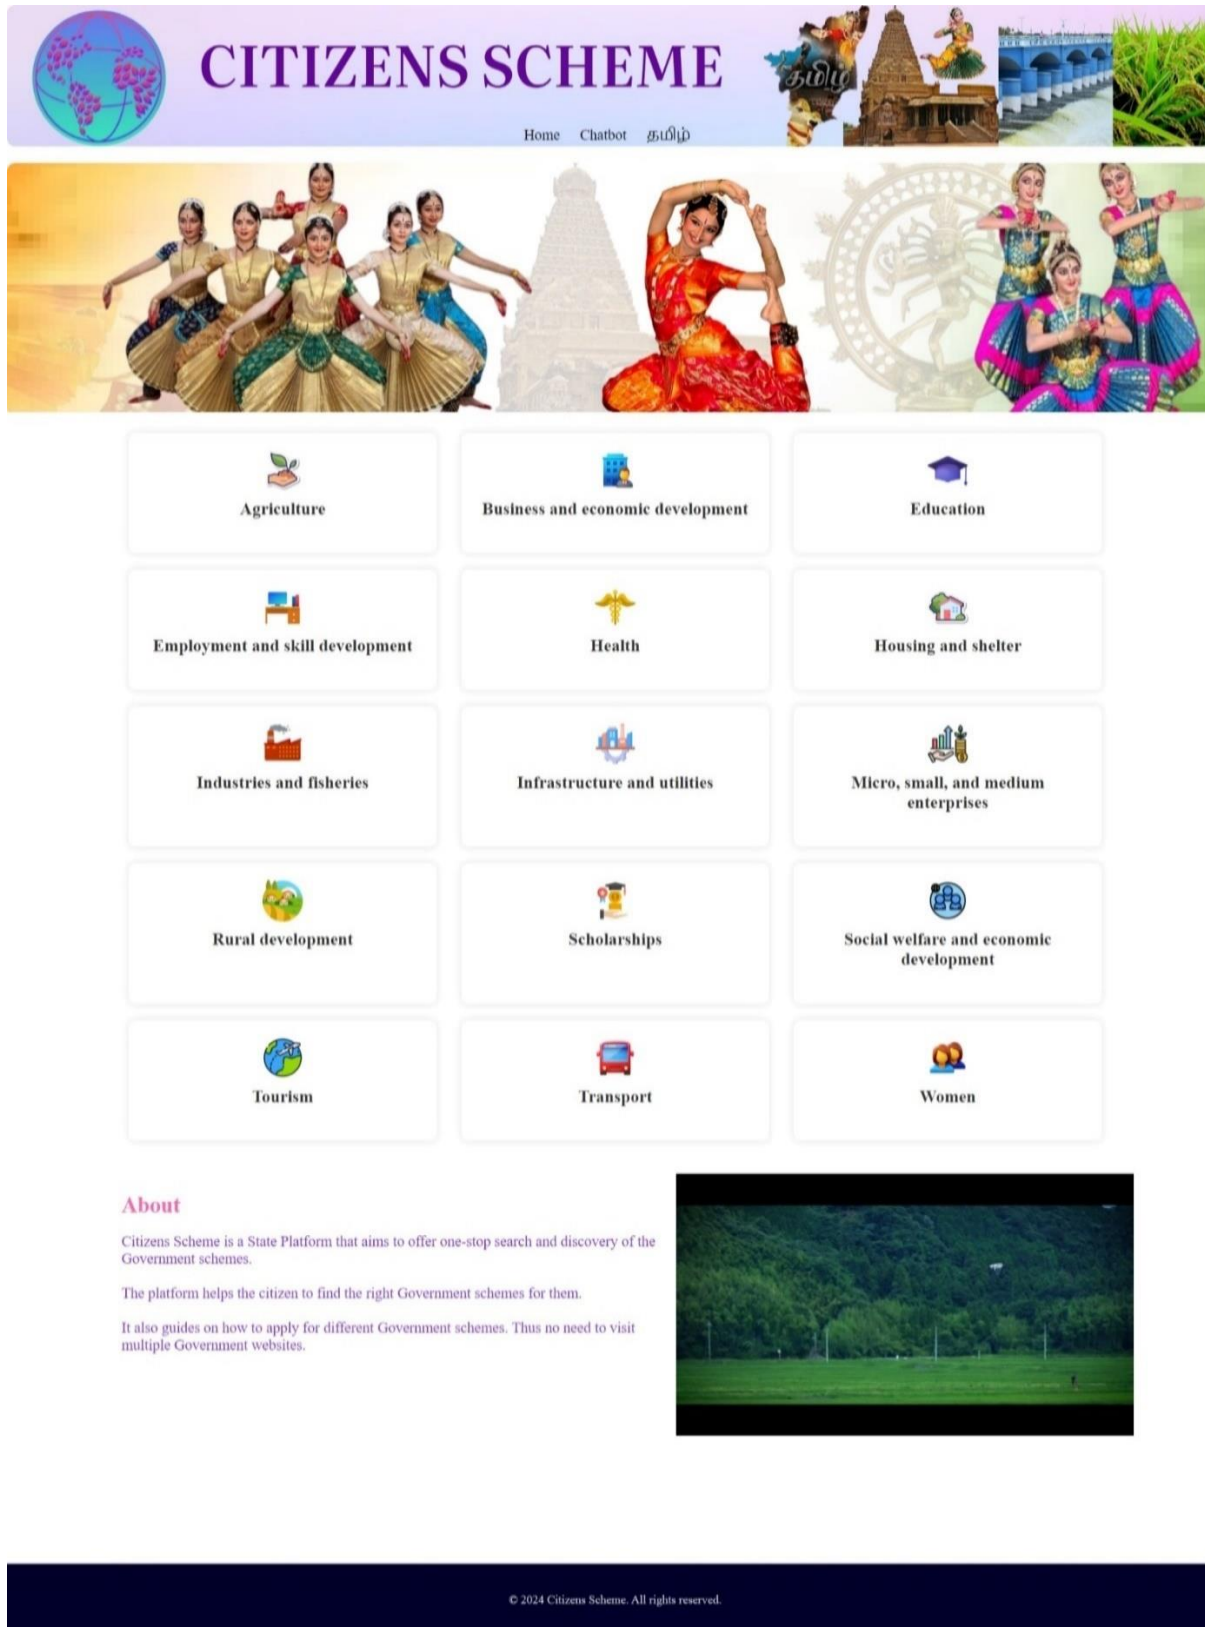 CITIZENS SCHEME
Home Chatbot தமிழ்
தமிழ்
Agriculture
Business and economic development
Education
Employment and skill development
Health
Housing and shelter
Industries and fisheries
Infrastructure and utilities
Micro, small, and medium
enterprises
Rural development
Scholarships
Social welfare and economic
development
Tourism
Transport
Women
About
Citizens Scheme is a State Platform that aims to offer one-stop search and discovery of the
Government schemes.
The platform helps the citizen to find the right Government schemes for them.
It also guides on how to apply for different Government schemes. Thus no need to visit
multiple Government websites.
© 2024 Citizens Scheme. All rights reserved.